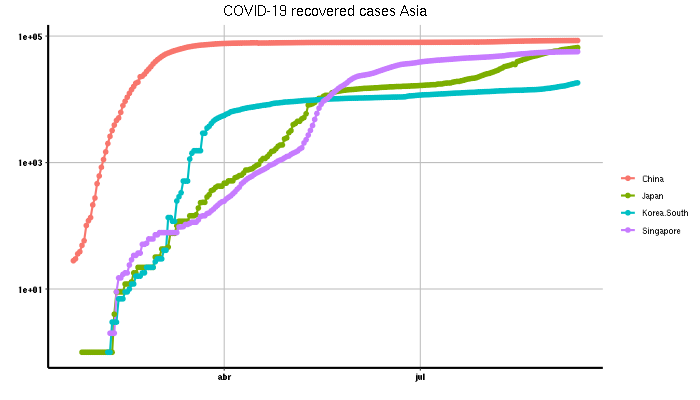 COVID-19 recovered cases Asia
1e+05
1e+03
1e+01
abr
jul
China
Japan
Korea.South
Singapore